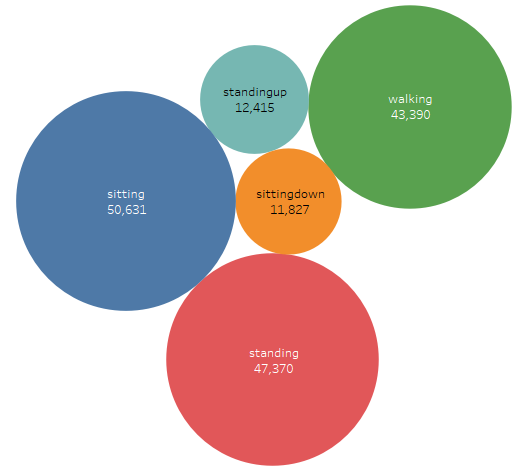 standingup
12,415
walking
43,390
sitting
50,631
sittingdown
11,827
standing
47,370